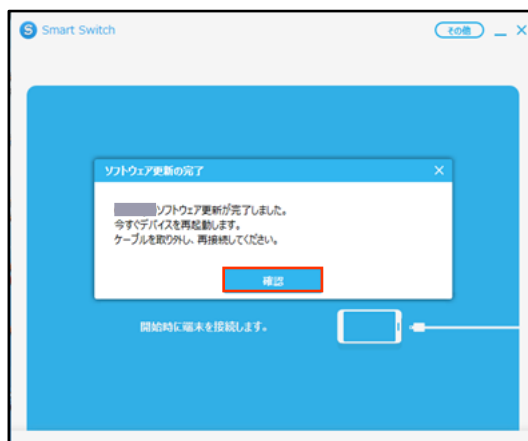 S Smart Switch
その他
ソフトウェア更新の完了
ソフトウェア更新が完了しました。
今すぐデバイスを再起動します。
ケーブルを取り外し、再接続してください。
確認
開始時に端末を接続します。